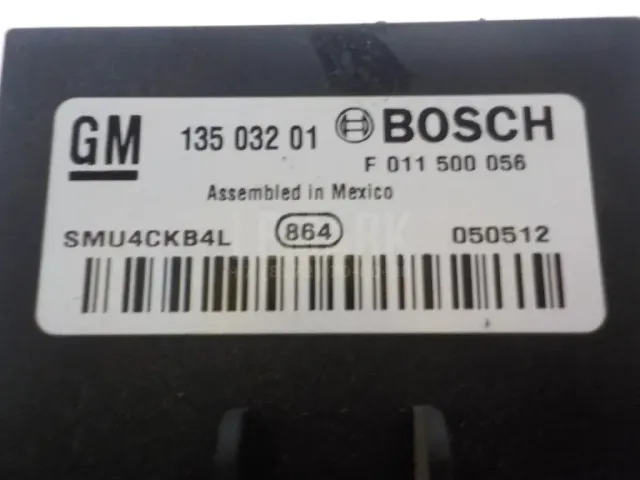 GM 135 032 01 BOSCH
F 011 500 056
Assembled in Mexico
SMU4CKB4L 864 050512